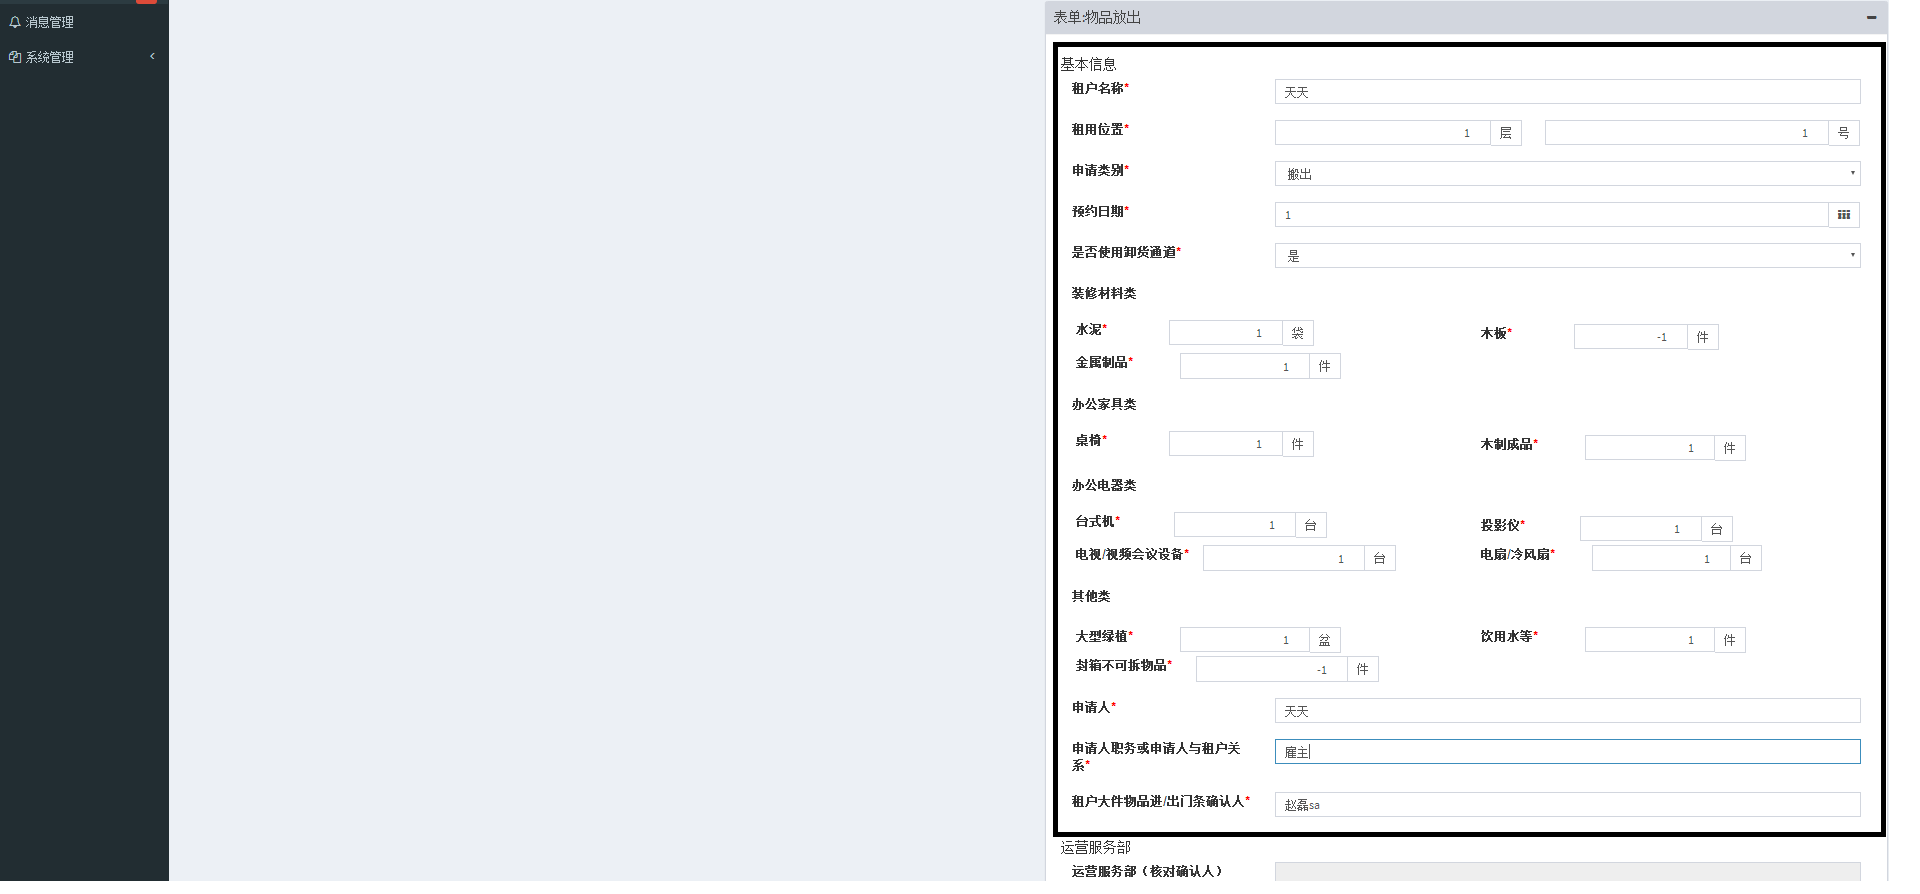 消息管理
系统管理
表单:物品放出
基本信息
租户名称* 天天
租用位置* 1 层 1 号
申请类别* 搬出
预约日期* 1
是否使用卸货通道* 是
装修材料类
水泥* 1 袋 木板* -1 件
金属制品* 1 件
办公家具类
桌椅* 1 件 木制成品* 1 件
办公电器类
台式机* 1 台 投影仪* 1 台
电视/视频会议设备* 1 台 电扇/冷风扇* 1 台
其他类
大型绿植* 1 盆 饮用水等* 1 件
封箱不可拆物品* -1 件
申请人* 天天
申请人职务或申请人与租户关
系* 雇主
租户大件物品进/出门条确认人* 赵磊sa
运营服务部
运营服务部（核对确认人）